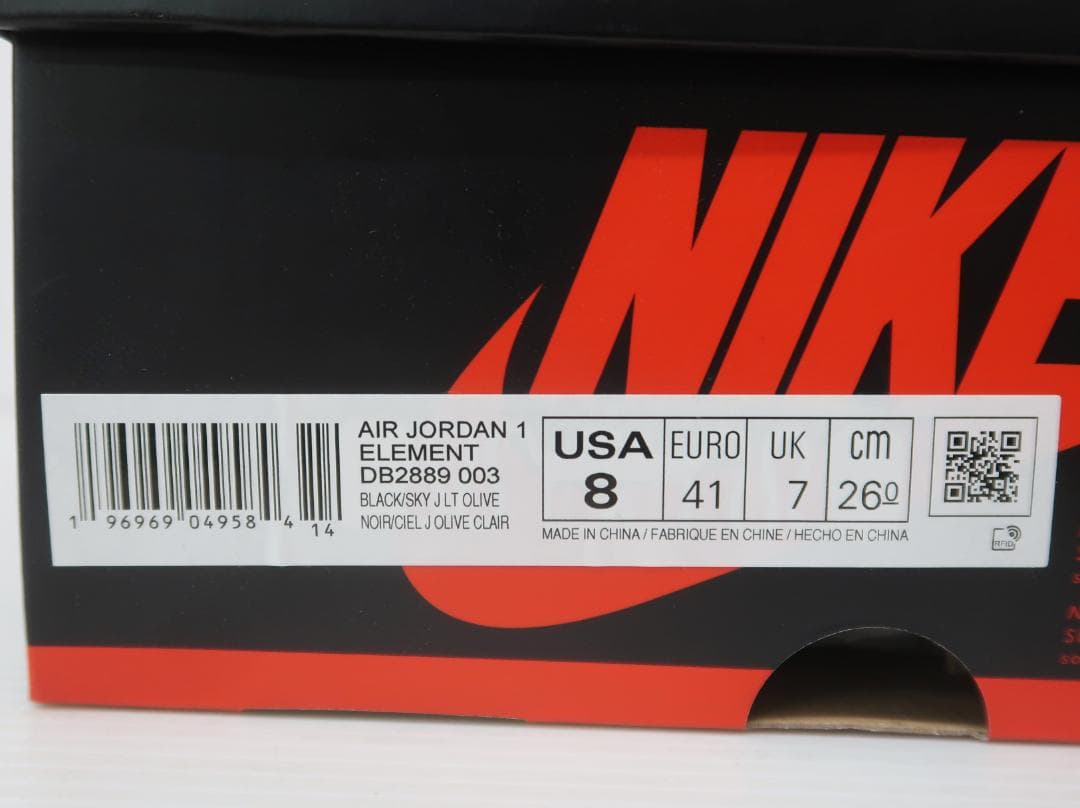 NIKE
AIR JORDAN 1
ELEMENT
DB2889 003
BLACK/SKY J LT OLIVE
NOIR/CIEL J OLIVE CLAIR
1 96969 04958 4 14
USA EURO UK cm
8 41 7 26 0
MADE IN CHINA / FABRIQUE EN CHINE / HECHO EN CHINA
RFID